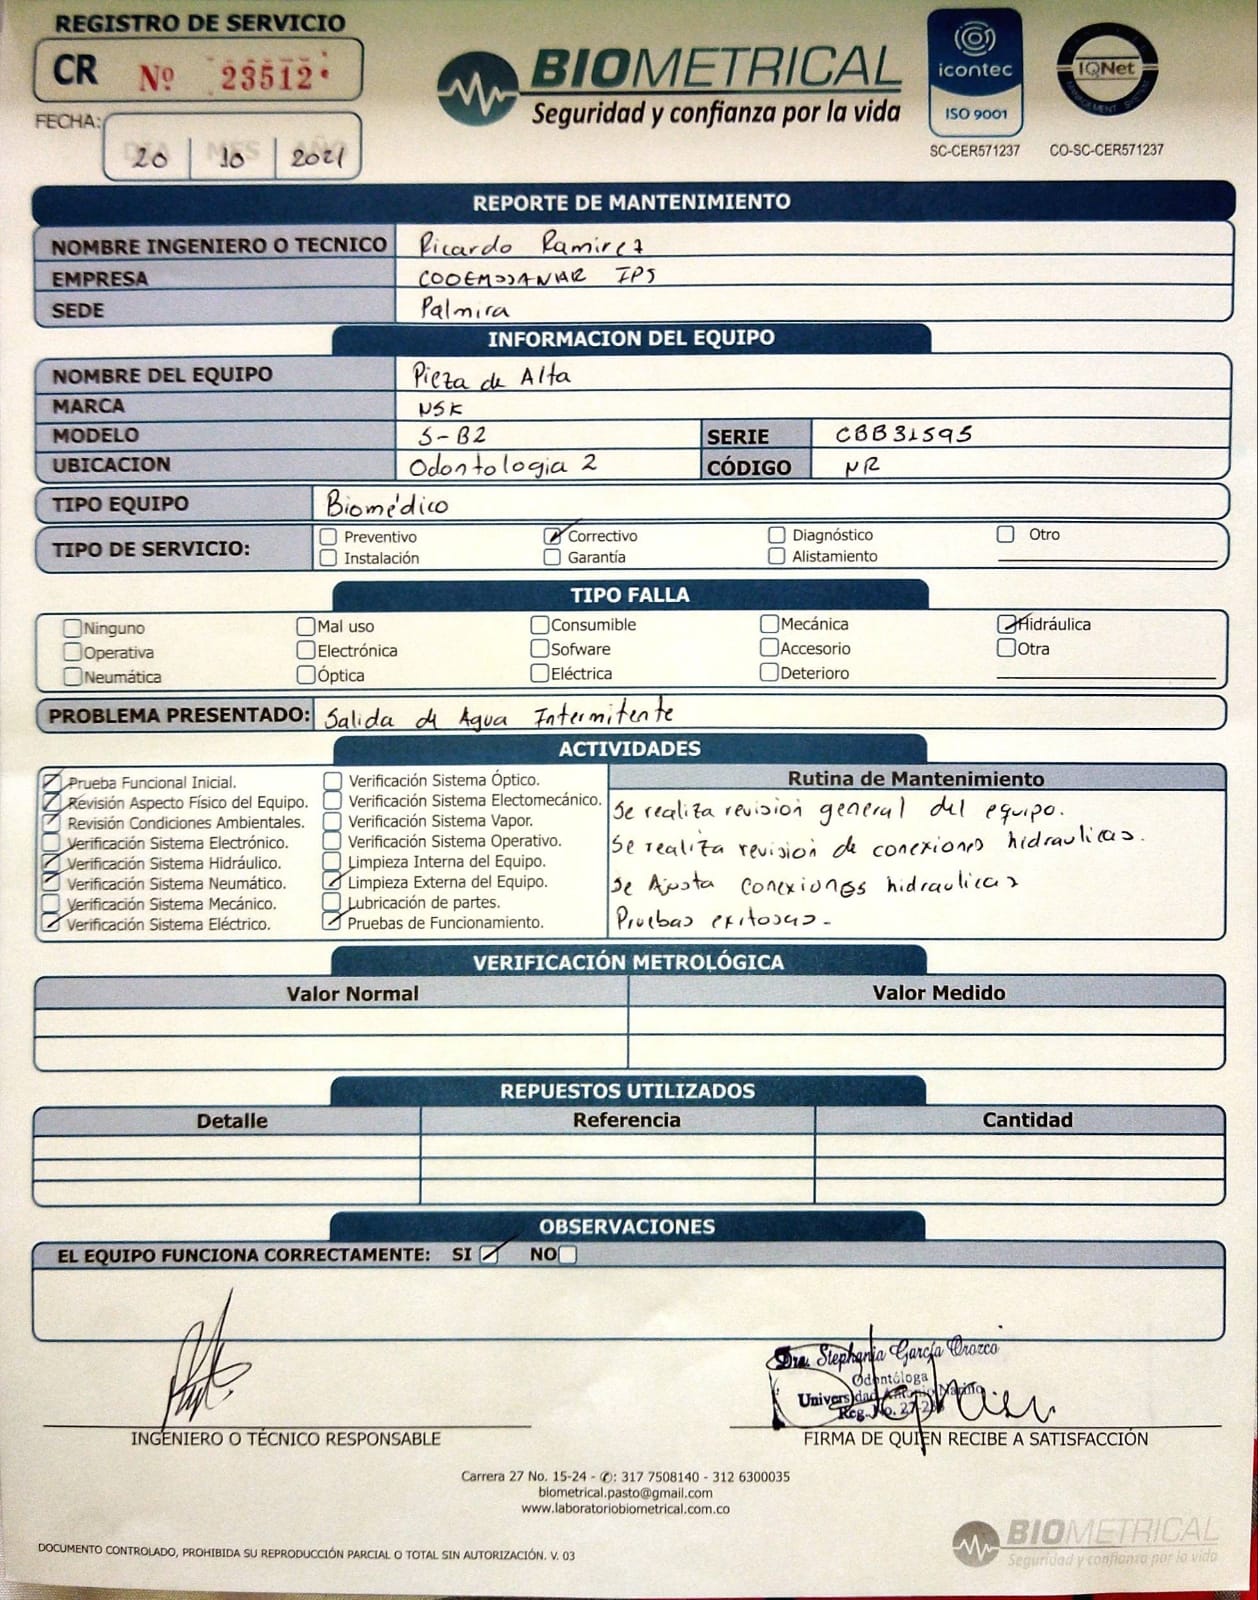 REGISTRO DE SERVICIO
CR Nº 23512
FECHA: DIA MES AÑO
20 10 2021
BIOMETRICAL
Seguridad y confianza por la vida
icontec
ISO 9001
SC-CER571237
IQNet
MANAGEMENT SYSTEM
CO-SC-CER571237
REPORTE DE MANTENIMIENTO
NOMBRE INGENIERO O TECNICO Ricardo Ramirez
EMPRESA COOEMSSANAR IPS
SEDE Palmira
INFORMACION DEL EQUIPO
NOMBRE DEL EQUIPO Pieza de Alta
MARCA NSK
MODELO S-B2 SERIE CBB31595
UBICACION Odontologia 2 CÓDIGO NR
TIPO EQUIPO Biomédico
TIPO DE SERVICIO: Preventivo Correctivo Diagnóstico Otro
Instalación Garantía Alistamiento
TIPO FALLA
Ninguno Mal uso Consumible Mecánica Hidráulica
Operativa Electrónica Sofware Accesorio Otra
Neumática Óptica Eléctrica Deterioro
PROBLEMA PRESENTADO: Salida de Agua Intermitente
ACTIVIDADES
Prueba Funcional Inicial.
Revisión Aspecto Físico del Equipo.
Revisión Condiciones Ambientales.
Verificación Sistema Electrónico.
Verificación Sistema Hidráulico.
Verificación Sistema Neumático.
Verificación Sistema Mecánico.
Verificación Sistema Eléctrico.
Verificación Sistema Óptico.
Verificación Sistema Electomecánico.
Verificación Sistema Vapor.
Verificación Sistema Operativo.
Limpieza Interna del Equipo.
Limpieza Externa del Equipo.
Lubricación de partes.
Pruebas de Funcionamiento.
Rutina de Mantenimiento
Se realiza revision general del equipo.
Se realiza revision de conexiones hidraulicas.
Se Ajusta conexiones hidraulicas
Pruebas exitosas.
VERIFICACIÓN METROLÓGICA
Valor Normal Valor Medido
REPUESTOS UTILIZADOS
Detalle Referencia Cantidad
OBSERVACIONES
EL EQUIPO FUNCIONA CORRECTAMENTE: SI NO
Dra. Stephania García Orozco
Odontóloga
Universidad Antonio Nariño
Reg. No. 27-2
INGENIERO O TÉCNICO RESPONSABLE
FIRMA DE QUIEN RECIBE A SATISFACCIÓN
Carrera 27 No. 15-24 - ✆: 317 7508140 - 312 6300035
biometrical.pasto@gmail.com
www.laboratoriobiometrical.com.co
DOCUMENTO CONTROLADO, PROHIBIDA SU REPRODUCCIÓN PARCIAL O TOTAL SIN AUTORIZACIÓN. V. 03
BIOMETRICAL
Seguridad y confianza por la vida